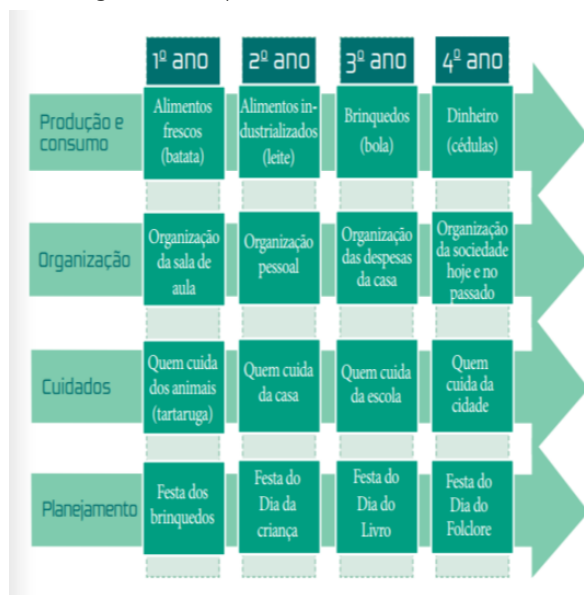 1º ano 2º ano 3º ano 4º ano
Produção e
consumo
Alimentos
frescos
(batata)
Alimentos in-
dustrializados
(leite)
Brinquedos
(bola)
Dinheiro
(cédulas)
Organização
Organização
da sala de
aula
Organização
pessoal
Organização
das despesas
da casa
Organização
da sociedade
hoje e no
passado
Cuidados
Quem cuida
dos animais
(tartaruga)
Quem cuida
da casa
Quem cuida
da escola
Quem
cuida da
cidade
Planejamento
Festa dos
brinquedos
Festa do
Dia da
criança
Festa do
Dia do
Livro
Festa do
Dia do
Folclore